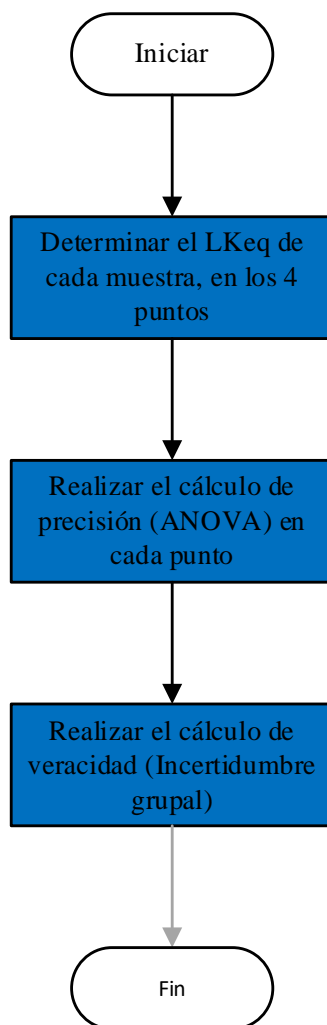 Iniciar
Determinar el LKeq de
cada muestra, en los 4
puntos
Realizar el cálculo de
precisión (ANOVA) en
cada punto
Realizar el cálculo de
veracidad (Incertidumbre
grupal)
Fin